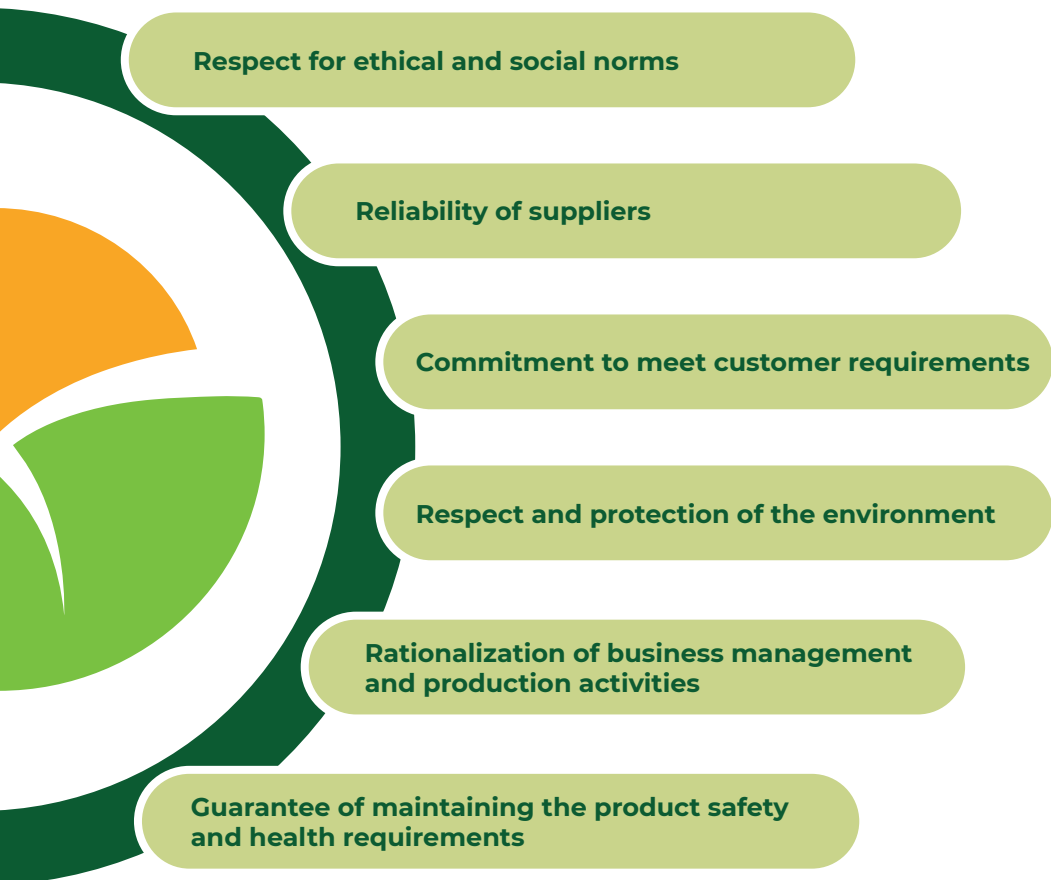 Respect for ethical and social norms
Reliability of suppliers
Commitment to meet customer requirements
Respect and protection of the environment
Rationalization of business management
and production activities
Guarantee of maintaining the product safety
and health requirements